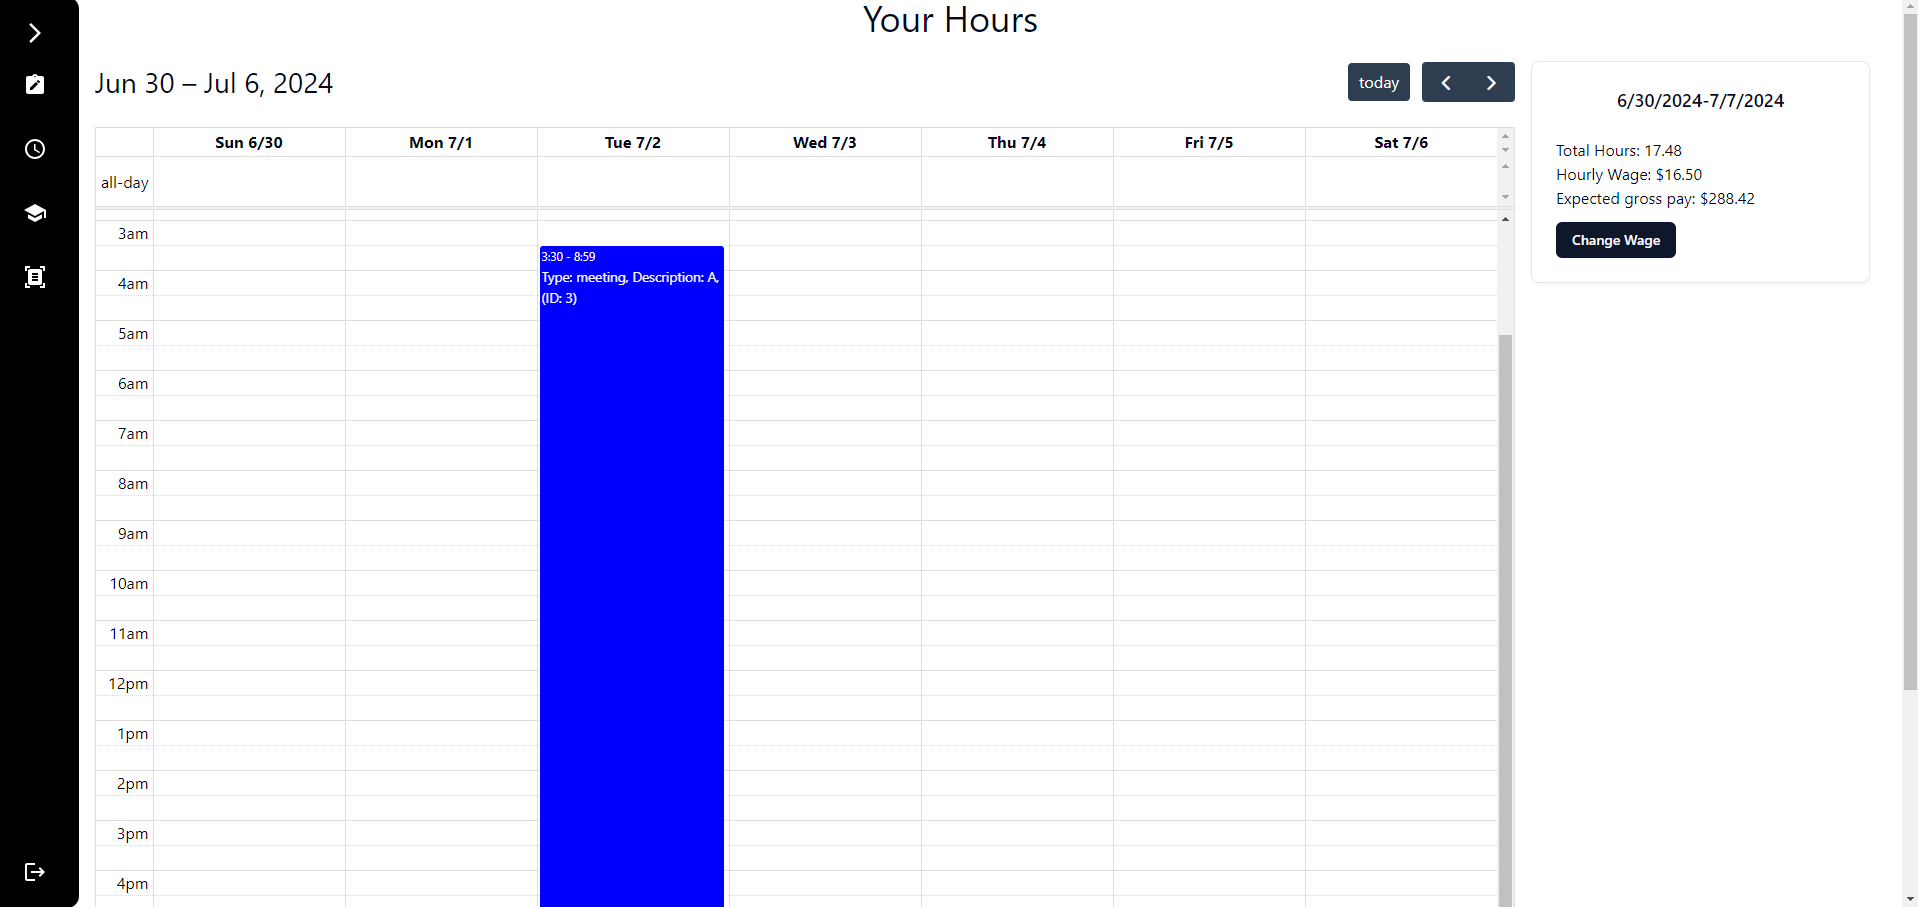 Your Hours
Jun 30 – Jul 6, 2024
today
Sun 6/30
Mon 7/1
Tue 7/2
Wed 7/3
Thu 7/4
Fri 7/5
Sat 7/6
all-day
3am
4am
5am
6am
7am
8am
9am
10am
11am
12pm
1pm
2pm
3pm
4pm
3:30 - 8:59
Type: meeting, Description: A,
(ID: 3)
6/30/2024-7/7/2024
Total Hours: 17.48
Hourly Wage: $16.50
Expected gross pay: $288.42
Change Wage